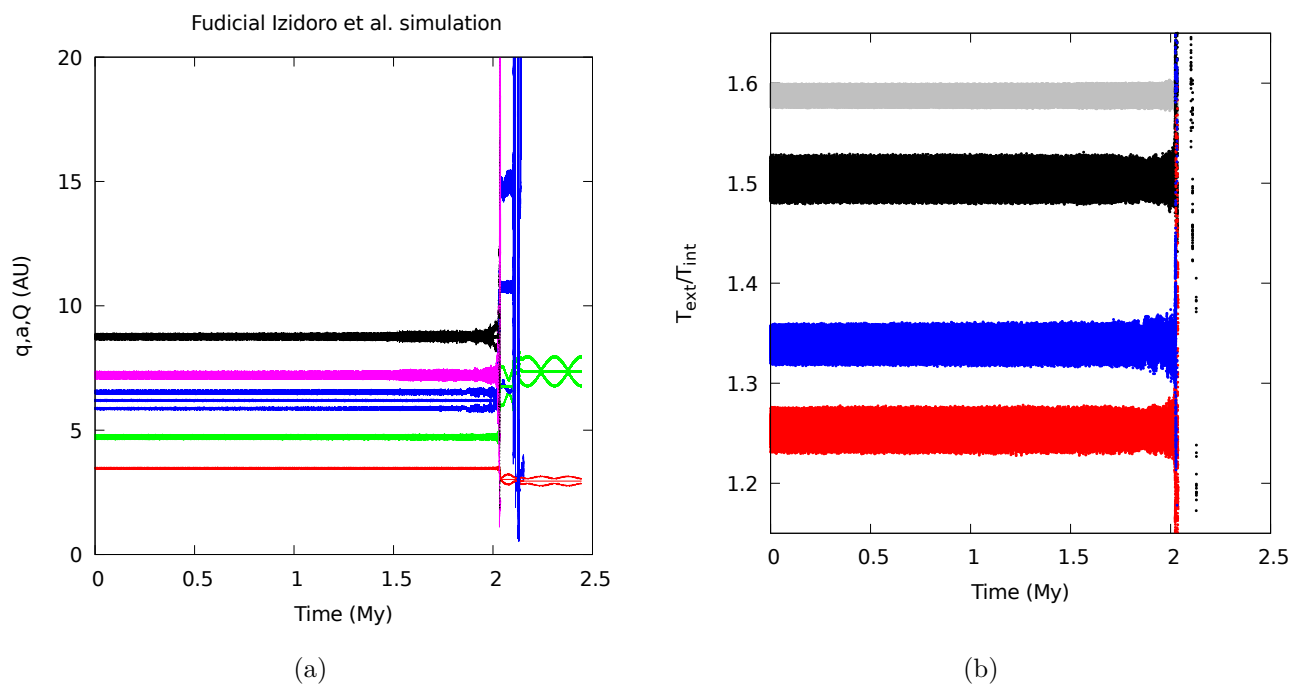 Fudicial Izidoro et al. simulation
q,a,Q (AU)
20
15
10
5
0
0 0.5 1 1.5 2 2.5
Time (My)
(a)
T_ext/T_int
1.6
1.5
1.4
1.3
1.2
0 0.5 1 1.5 2 2.5
Time (My)
(b)